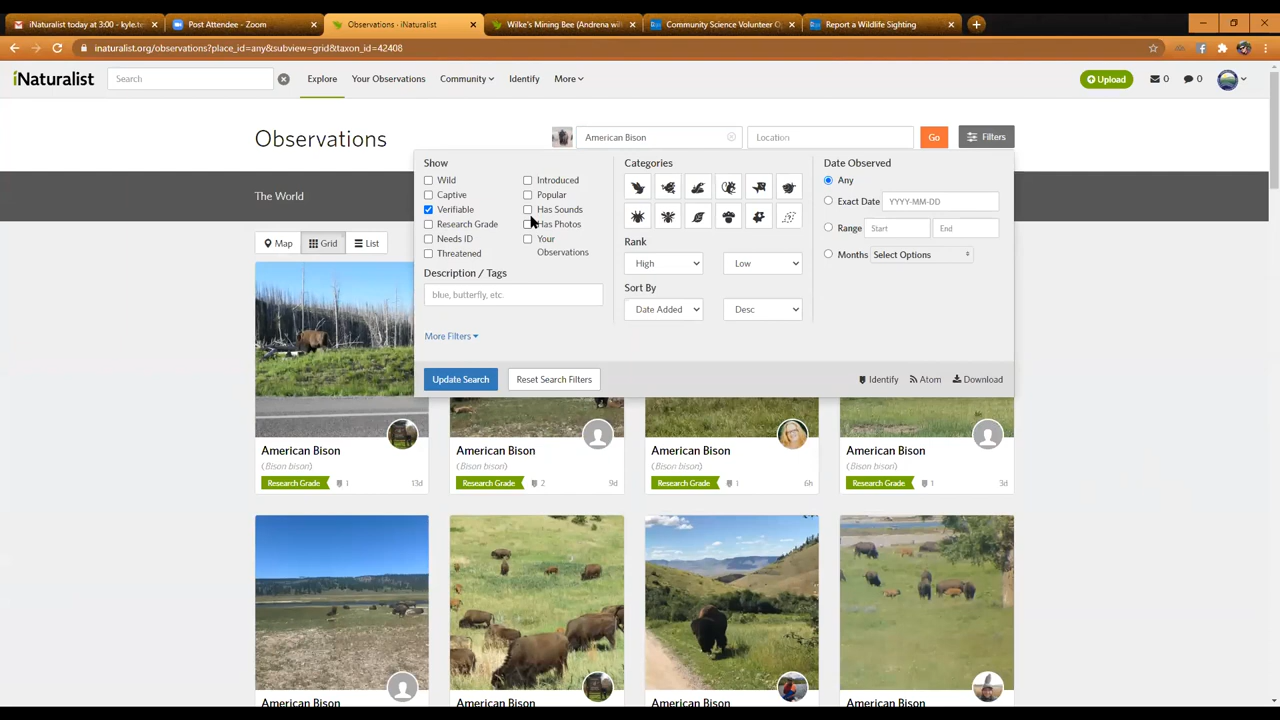 iNaturalist today at 3:00 - kyle.te
Post Attendee - Zoom
Observations · iNaturalist
Wilke's Mining Bee (Andrena wil
Community Science Volunteer Op
Report a Wildlife Sighting
inaturalist.org/observations?place_id=any&subview=grid&taxon_id=42408
iNaturalist
Search
Explore
Your Observations
Community
Identify
More
Upload
0
0
Observations
American Bison
Location
Go
Filters
The World
Show
Wild
Captive
Verifiable
Research Grade
Needs ID
Threatened
Introduced
Popular
Has Sounds
Has Photos
Your
Observations
Description / Tags
blue, butterfly, etc.
More Filters
Categories
Rank
High
Low
Sort By
Date Added
Desc
Date Observed
Any
Exact Date
YYYY-MM-DD
Range
Start
End
Months
Select Options
Update Search
Reset Search Filters
Identify
Atom
Download
Map
Grid
List
American Bison
(Bison bison)
Research Grade
1
13d
American Bison
(Bison bison)
Research Grade
2
9d
American Bison
(Bison bison)
Research Grade
1
6h
American Bison
(Bison bison)
Research Grade
1
3d
American Bison
American Bison
American Bison
American Bison